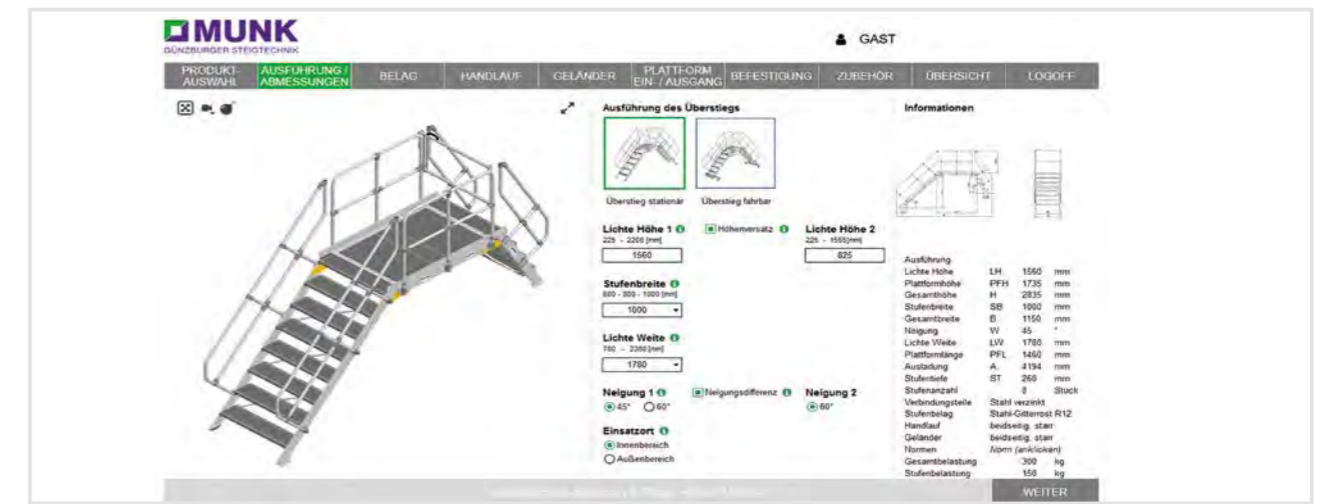 MUNK
GÜNZBURGER STEIGTECHNIK
GAST
PRODUKT-
AUSWAHL
AUSFÜHRUNG /
ABMESSUNGEN
BELAG
HANDLAUF
GELÄNDER
PLATTFORM
EIN- / AUSGANG
BEFESTIGUNG
ZUBEHÖR
ÜBERSICHT
LOGOFF
Ausführung des Überstiegs
Überstieg stationär
Überstieg fahrbar
Lichte Höhe 1
225 - 2200 [mm]
1560
Höhenversatz
Lichte Höhe 2
225 - 1555[mm]
825
Stufenbreite
600 - 800 - 1000 [mm]
1000
Lichte Weite
780 - 2380 [mm]
1780
Neigung 1
45° 60°
Neigungsdifferenz
Neigung 2
60°
Einsatzort
Innenbereich
Außenbereich
Informationen
Ausführung
Lichte Höhe LH 1560 mm
Plattformhöhe PFH 1735 mm
Gesamthöhe H 2835 mm
Stufenbreite SB 1000 mm
Gesamtbreite B 1150 mm
Neigung W 45 °
Lichte Weite LW 1780 mm
Plattformlänge PFL 1460 mm
Ausladung A 4194 mm
Stufentiefe ST 260 mm
Stufenanzahl 8 Stück
Verbindungsteile Stahl verzinkt
Stufenbelag Stahl-Gitterrost R12
Handlauf beidseitig, starr
Geländer beidseitig, starr
Normen Norm (anklicken)
Gesamtbelastung 300 kg
Stufenbelastung 150 kg
WEITER